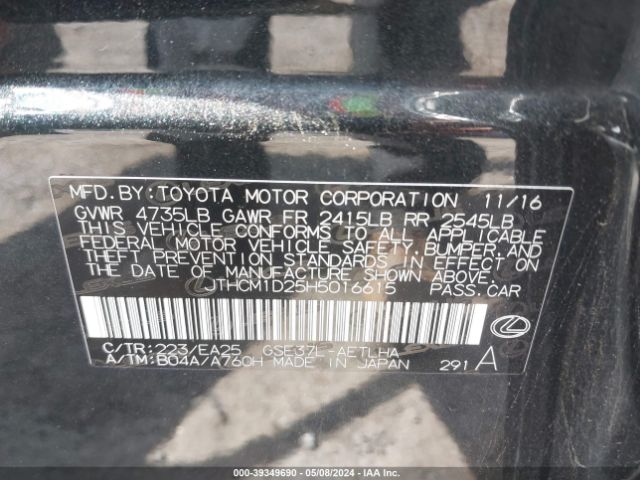 MFD. BY: TOYOTA MOTOR CORPORATION 11/16
GVWR 4735LB GAWR FR 2415LB RR 2545LB
THIS VEHICLE CONFORMS TO ALL APPLICABLE
FEDERAL MOTOR VEHICLE SAFETY, BUMPER, AND
THEFT PREVENTION STANDARDS IN EFFECT ON
THE DATE OF MANUFACTURE SHOWN ABOVE.
JTHCM1D25H5016615 PASS. CAR
C/TR: 223/EA25 GSE37L-AETLHA
A/TM: B04A/A760H MADE IN JAPAN 291 A
000-39349690 - 05/08/2024 - IAA Inc.